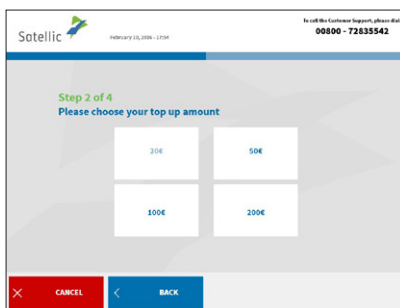 To call the Customer Support, please dial
Satellic
February 10, 2016 - 17:54
00800 - 72835542
Step 2 of 4
Please choose your top up amount
20€
50€
100€
200€
CANCEL
BACK